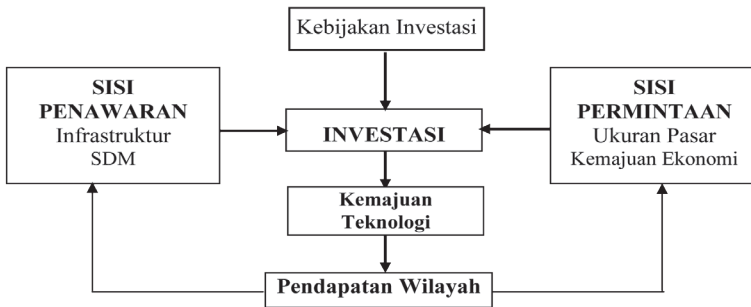 Kebijakan Investasi
SISI
PENAWARAN
Infrastruktur
SDM
INVESTASI
SISI
PERMINTAAN
Ukuran Pasar
Kemajuan Ekonomi
Kemajuan
Teknologi
Pendapatan Wilayah